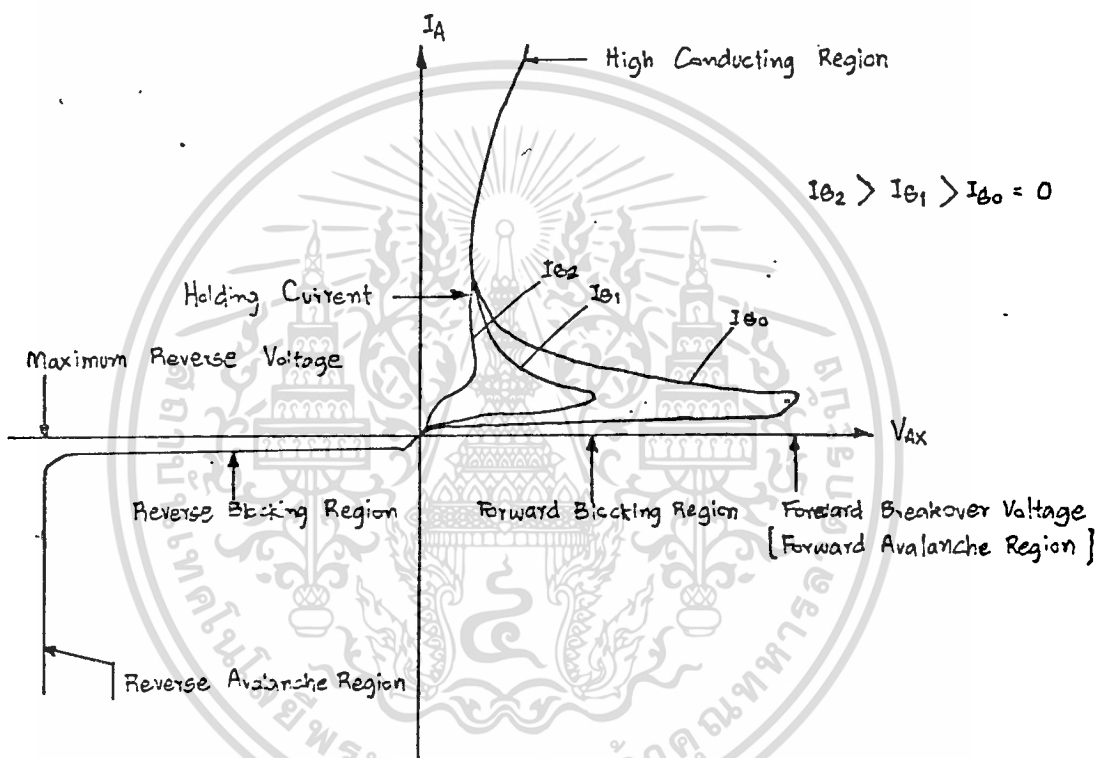 I_A
High Conducting Region
I_G2 > I_G1 > I_G0 = 0
I_G2
I_G1
Holding Current
I_G0
Maximum Reverse Voltage
V_AK
Reverse Blocking Region
Forward Blocking Region
Forward Breakover Voltage
[Forward Avalanche Region]
Reverse Avalanche Region